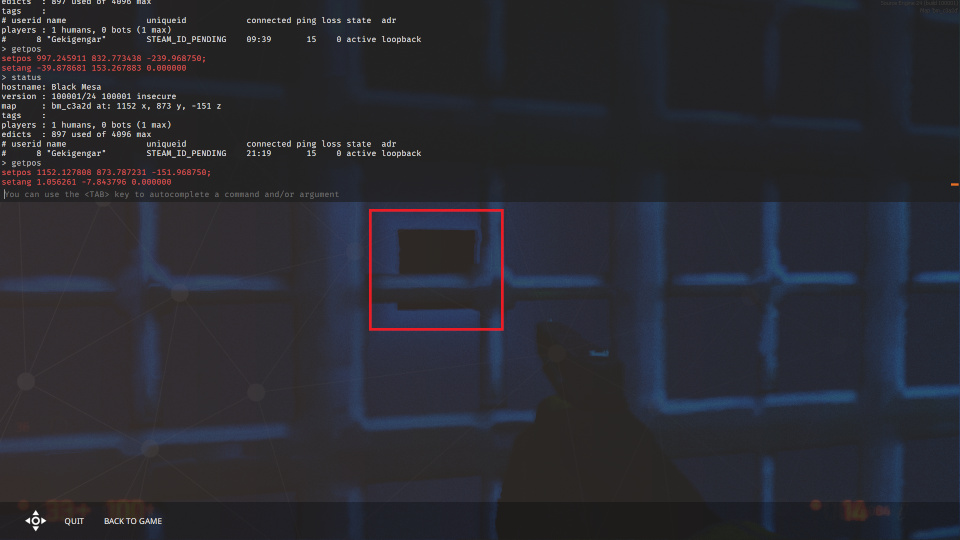 edicts : 897 used of 4096 max
tags :
# userid name uniqueid connected ping loss state adr
players : 1 humans, 0 bots (1 max)
# 8 "Gekigengar" STEAM_ID_PENDING 09:39 15 0 active loopback
> getpos
setpos 997.245911 832.773438 -239.968750;
setang -39.878681 153.267883 0.000000
> status
hostname: Black Mesa
version : 100001/24 100001 insecure
map : bm_c3a2d at: 1152 x, 873 y, -151 z
tags :
players : 1 humans, 0 bots (1 max)
edicts : 897 used of 4096 max
# userid name uniqueid connected ping loss state adr
# 8 "Gekigengar" STEAM_ID_PENDING 21:19 15 0 active loopback
> getpos
setpos 1152.127808 873.787231 -151.968750;
setang 1.056261 -7.843796 0.000000
You can use the <TAB> key to autocomplete a command and/or argument
QUIT BACK TO GAME